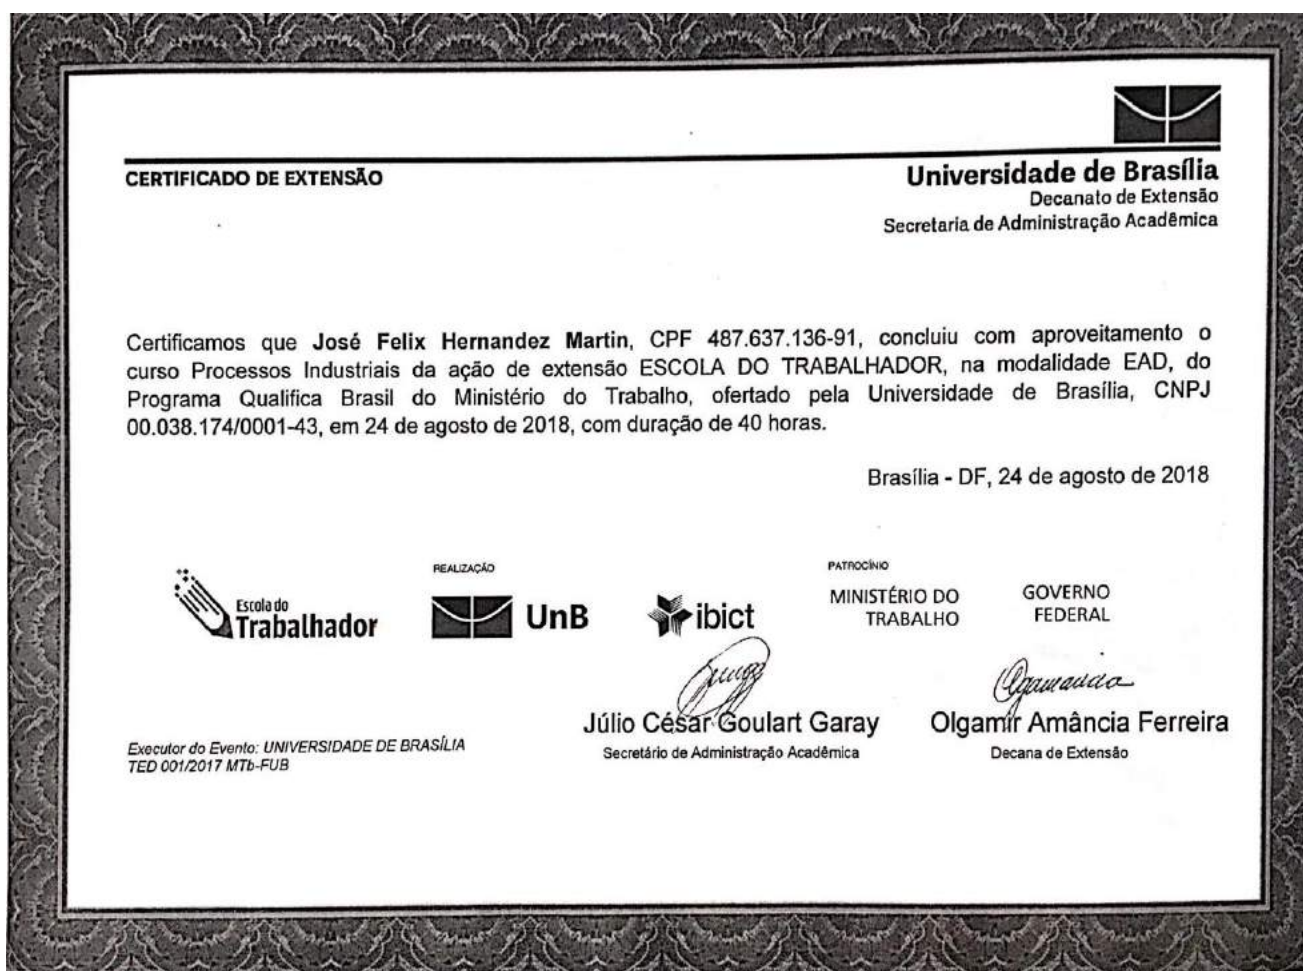 CERTIFICADO DE EXTENSÃO
Universidade de Brasília
Decanato de Extensão
Secretaria de Administração Acadêmica
Certificamos que José Felix Hernandez Martin, CPF 487.637.136-91, concluiu com aproveitamento o
curso Processos Industriais da ação de extensão ESCOLA DO TRABALHADOR, na modalidade EAD, do
Programa Qualifica Brasil do Ministério do Trabalho, ofertado pela Universidade de Brasília, CNPJ
00.038.174/0001-43, em 24 de agosto de 2018, com duração de 40 horas.
Brasília - DF, 24 de agosto de 2018
Escola do
Trabalhador
REALIZAÇÃO
UnB
ibict
PATROCÍNIO
MINISTÉRIO DO
TRABALHO
GOVERNO
FEDERAL
Júlio César Goulart Garay
Secretário de Administração Acadêmica
Olgamir Amância Ferreira
Decana de Extensão
Executor do Evento: UNIVERSIDADE DE BRASÍLIA
TED 001/2017 MTb-FUB